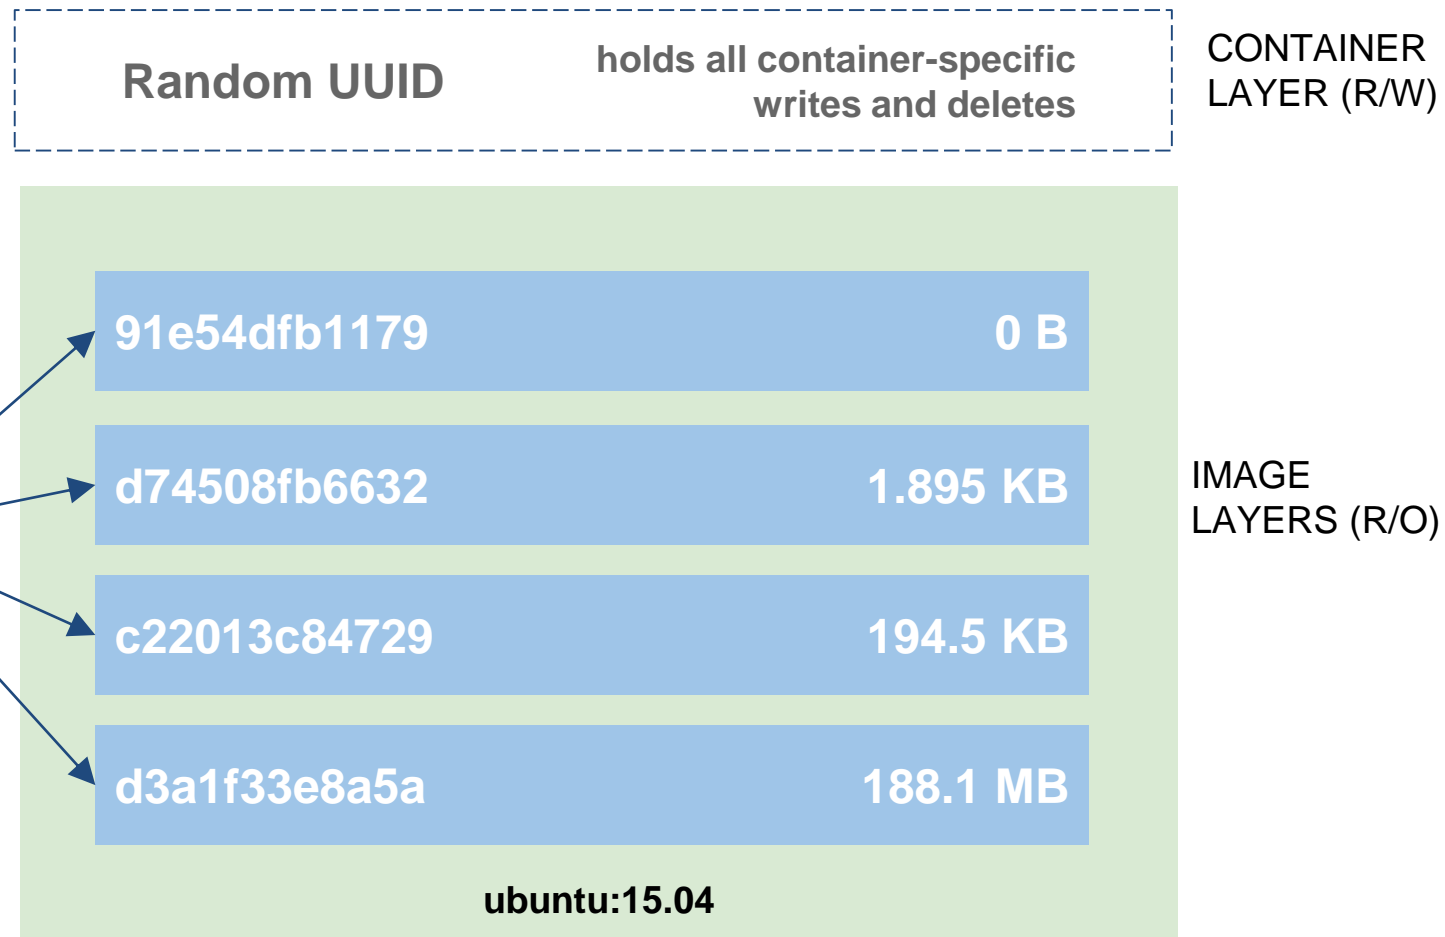 Random UUID
holds all container-specific
writes and deletes
CONTAINER
LAYER (R/W)
91e54dfb1179 0 B
d74508fb6632 1.895 KB
IMAGE
LAYERS (R/O)
c22013c84729 194.5 KB
d3a1f33e8a5a 188.1 MB
ubuntu:15.04